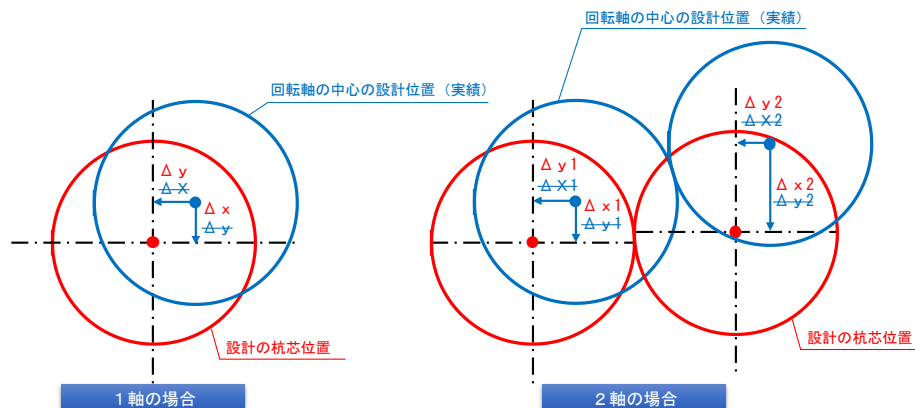 回転軸の中心の設計位置（実績）
Δｙ
ΔＸ
Δｘ
Δｙ
設計の杭芯位置
１軸の場合
回転軸の中心の設計位置（実績）
Δｙ１
ΔＸ１
Δｘ１
Δｙ１
Δｙ２
ΔＸ２
Δｘ２
Δｙ２
設計の杭芯位置
２軸の場合